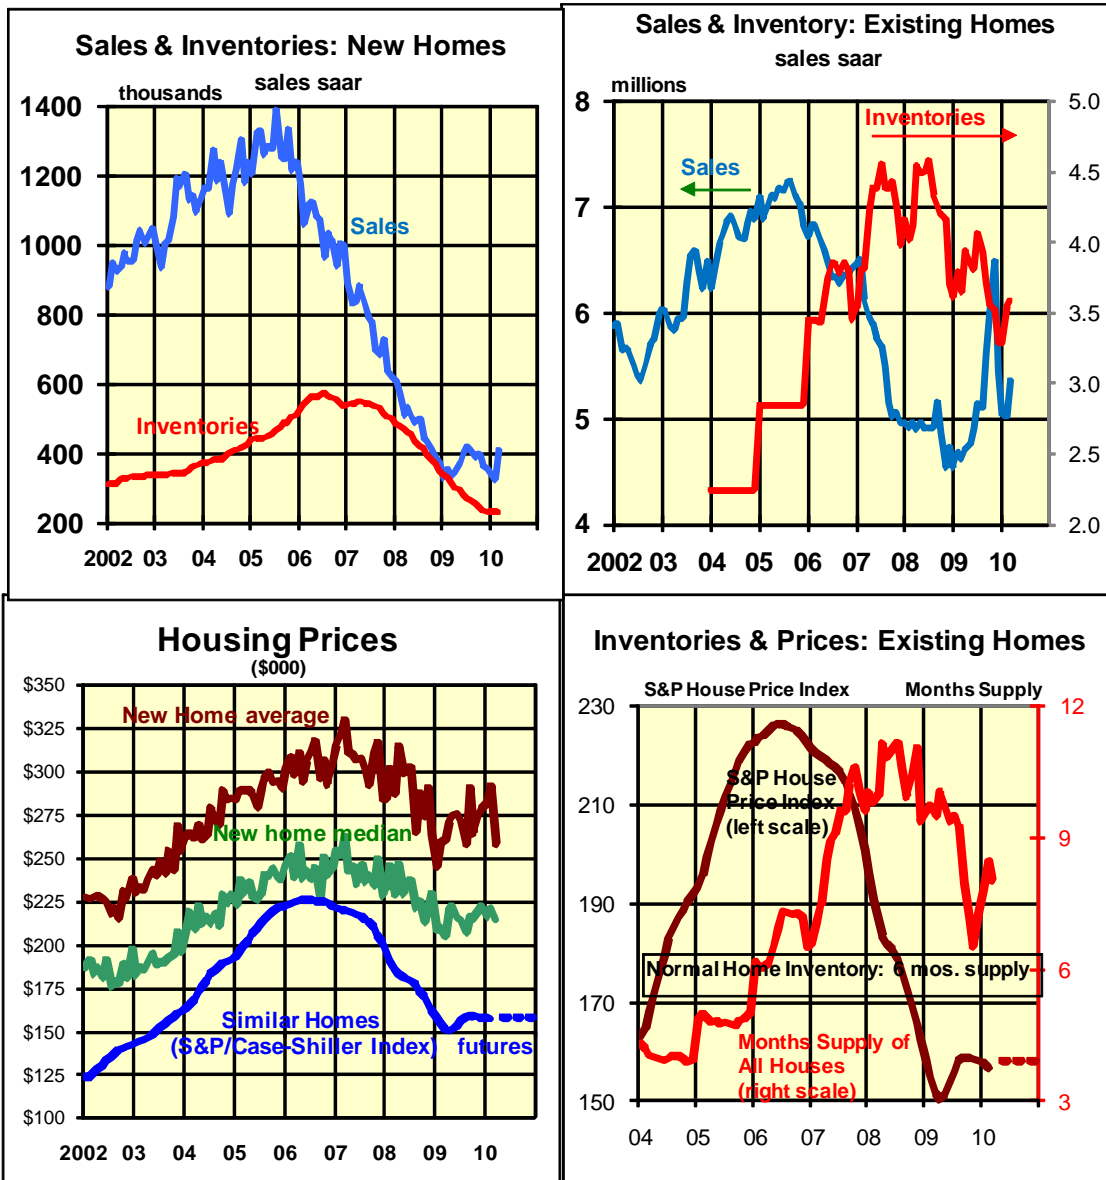 Sales & Inventories: New Homes
sales saar
thousands
1400
1200
1000
800
600
400
200
Sales
Inventories
2002 03 04 05 06 07 08 09 10
Sales & Inventory: Existing Homes
sales saar
millions
8
7
6
5
4
5.0
4.5
4.0
3.5
3.0
2.5
2.0
Inventories
Sales
2002 03 04 05 06 07 08 09 10
Housing Prices
($000)
$350
$325
$300
$275
$250
$225
$200
$175
$150
$125
$100
New Home average
New home median
Similar Homes
(S&P/Case-Shiller Index) futures
2002 03 04 05 06 07 08 09 10
Inventories & Prices: Existing Homes
S&P House Price Index Months Supply
230
210
190
170
150
12
9
6
3
S&P House
Price Index
(left scale)
Normal Home Inventory: 6 mos. supply
Months Supply of
All Houses
(right scale)
04 05 06 07 08 09 10